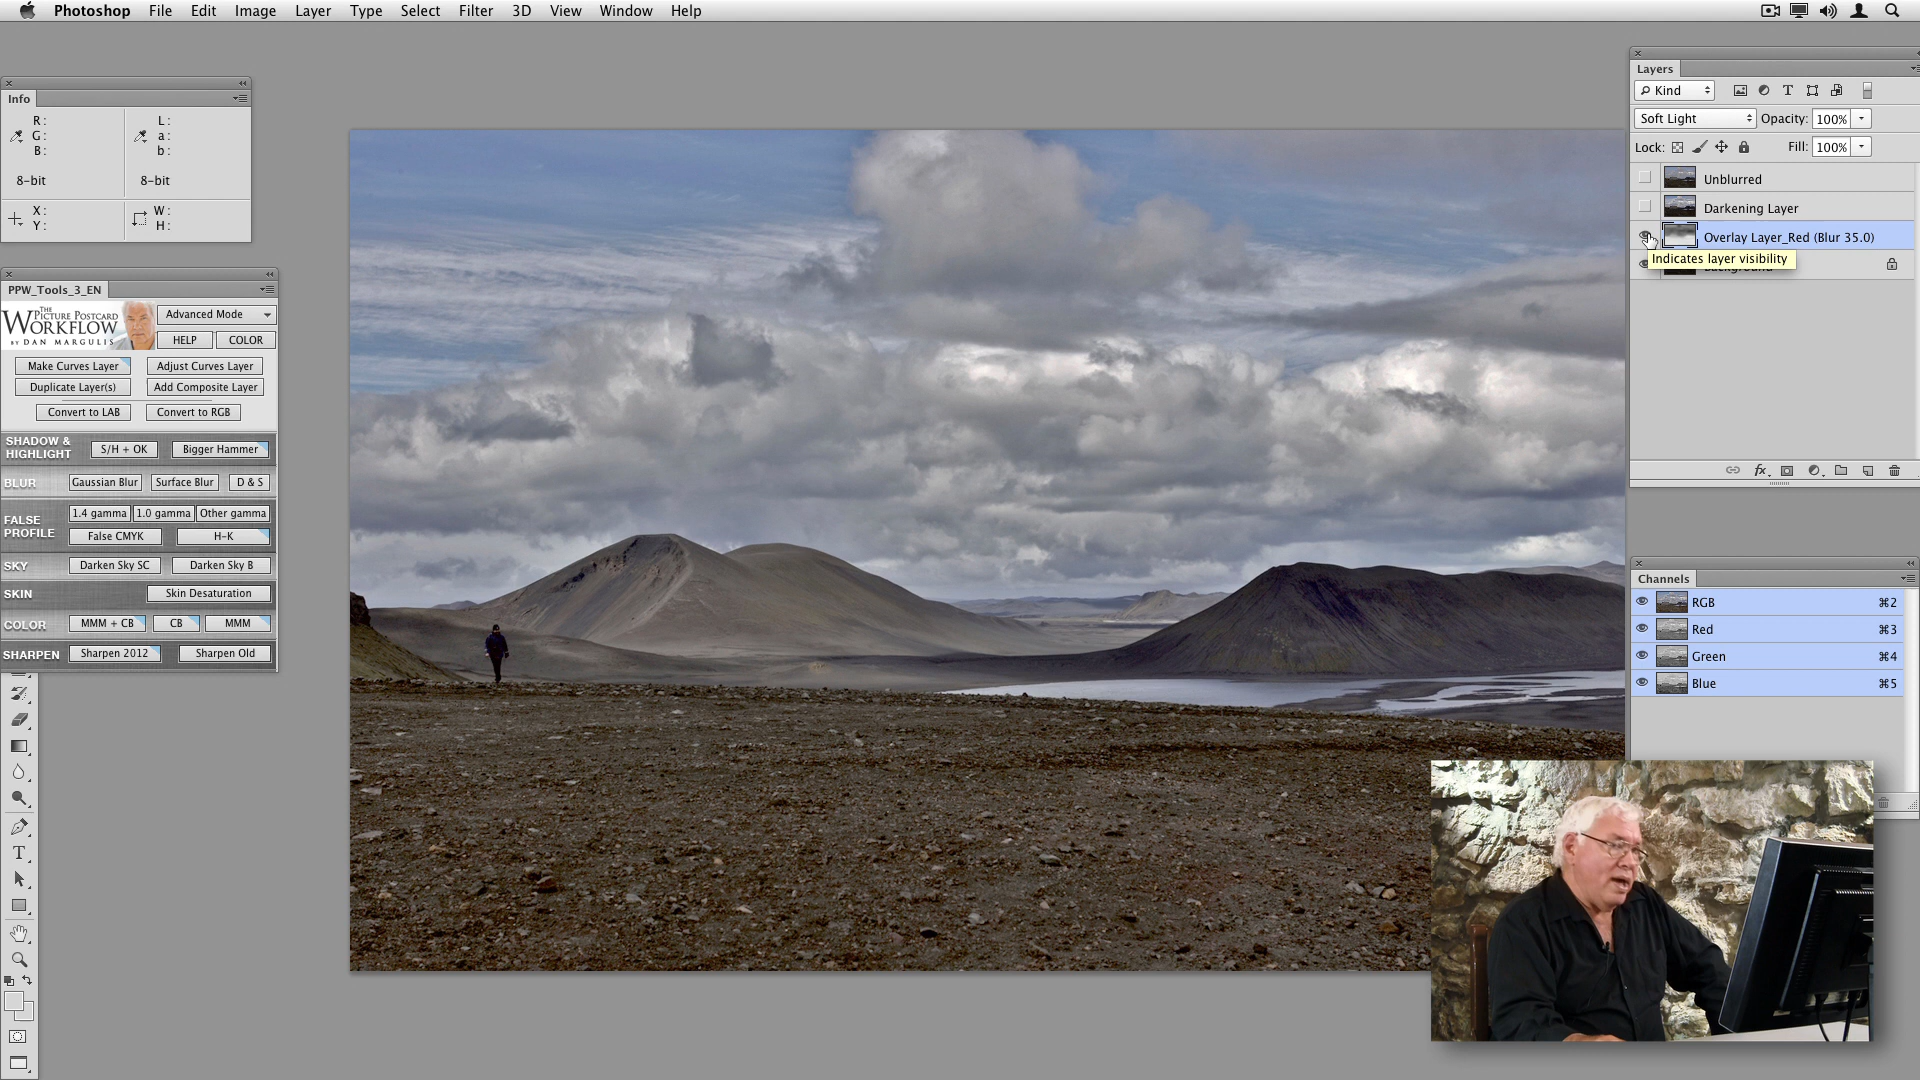 Photoshop File Edit Image Layer Type Select Filter 3D View Window Help
Info
R: L:
G: a:
B: b:
8-bit 8-bit
X: W:
Y: H:
PPW_Tools_3_EN
THE
PICTURE POSTCARD
WORKFLOW
BY DAN MARGULIS
Advanced Mode
HELP COLOR
Make Curves Layer Adjust Curves Layer
Duplicate Layer(s) Add Composite Layer
Convert to LAB Convert to RGB
SHADOW &
HIGHLIGHT
S/H + OK Bigger Hammer
BLUR Gaussian Blur Surface Blur D & S
FALSE
PROFILE
1.4 gamma 1.0 gamma Other gamma
False CMYK H-K
SKY Darken Sky SC Darken Sky B
SKIN Skin Desaturation
COLOR MMM + CB CB MMM
SHARPEN Sharpen 2012 Sharpen Old
Layers
Kind
Soft Light Opacity: 100%
Lock: Fill: 100%
Unblurred
Darkening Layer
Overlay Layer_Red (Blur 35.0)
Indicates layer visibility
Background
Channels
RGB ⌘2
Red ⌘3
Green ⌘4
Blue ⌘5